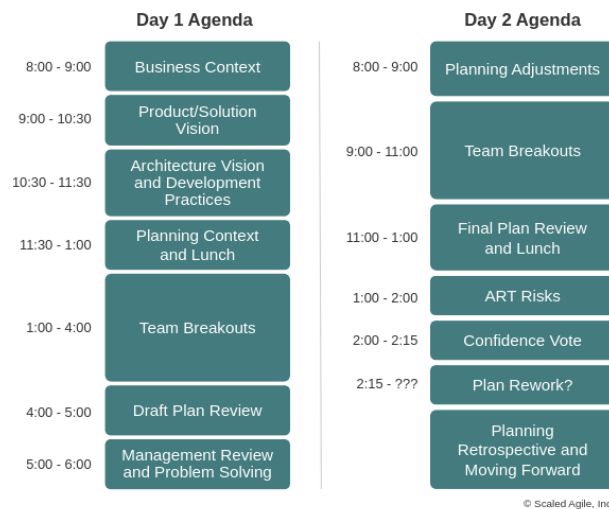 Day 1 Agenda
8:00 - 9:00
Business Context
9:00 - 10:30
Product/Solution
Vision
10:30 - 11:30
Architecture Vision
and Development
Practices
11:30 - 1:00
Planning Context
and Lunch
1:00 - 4:00
Team Breakouts
4:00 - 5:00
Draft Plan Review
5:00 - 6:00
Management Review
and Problem Solving
Day 2 Agenda
8:00 - 9:00
Planning Adjustments
9:00 - 11:00
Team Breakouts
11:00 - 1:00
Final Plan Review
and Lunch
1:00 - 2:00
ART Risks
2:00 - 2:15
Confidence Vote
2:15 - ???
Plan Rework?
Planning
Retrospective and
Moving Forward
© Scaled Agile, Inc